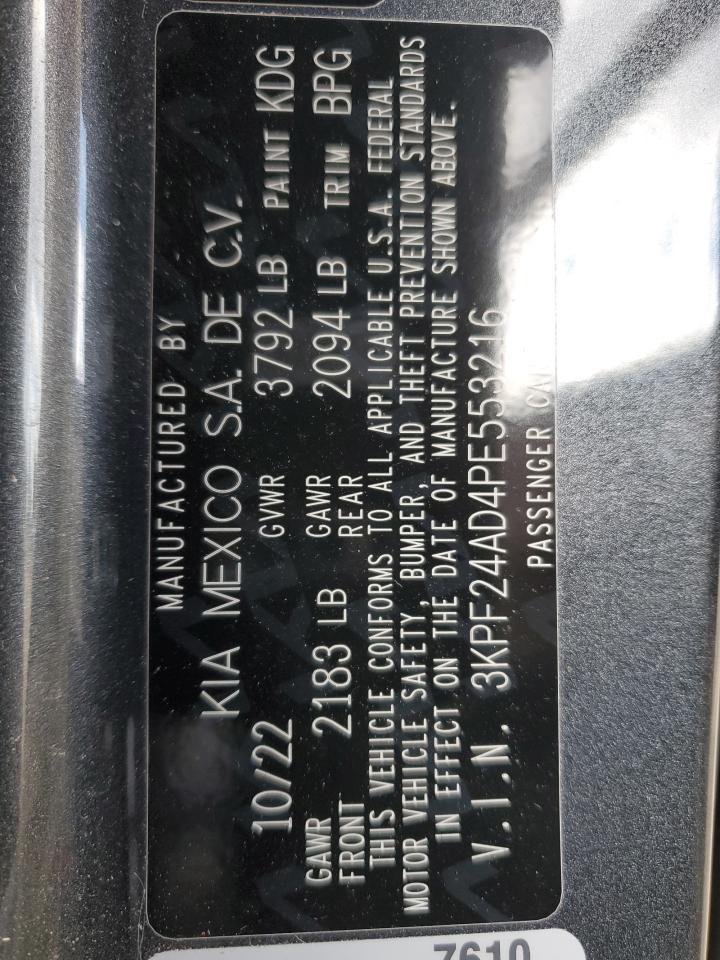 MANUFACTURED BY
KIA MEXICO S.A. DE C.V.
10/22 GVWR 3792 LB PAINT KDG
GAWR FRONT 2183 LB GAWR REAR 2094 LB TRIM BPG
THIS VEHICLE CONFORMS TO ALL APPLICABLE U.S.A. FEDERAL
MOTOR VEHICLE SAFETY, BUMPER, AND THEFT PREVENTION STANDARDS
IN EFFECT ON THE DATE OF MANUFACTURE SHOWN ABOVE.
V.I.N. 3KPF24AD4PE553216
PASSENGER CAR
7610